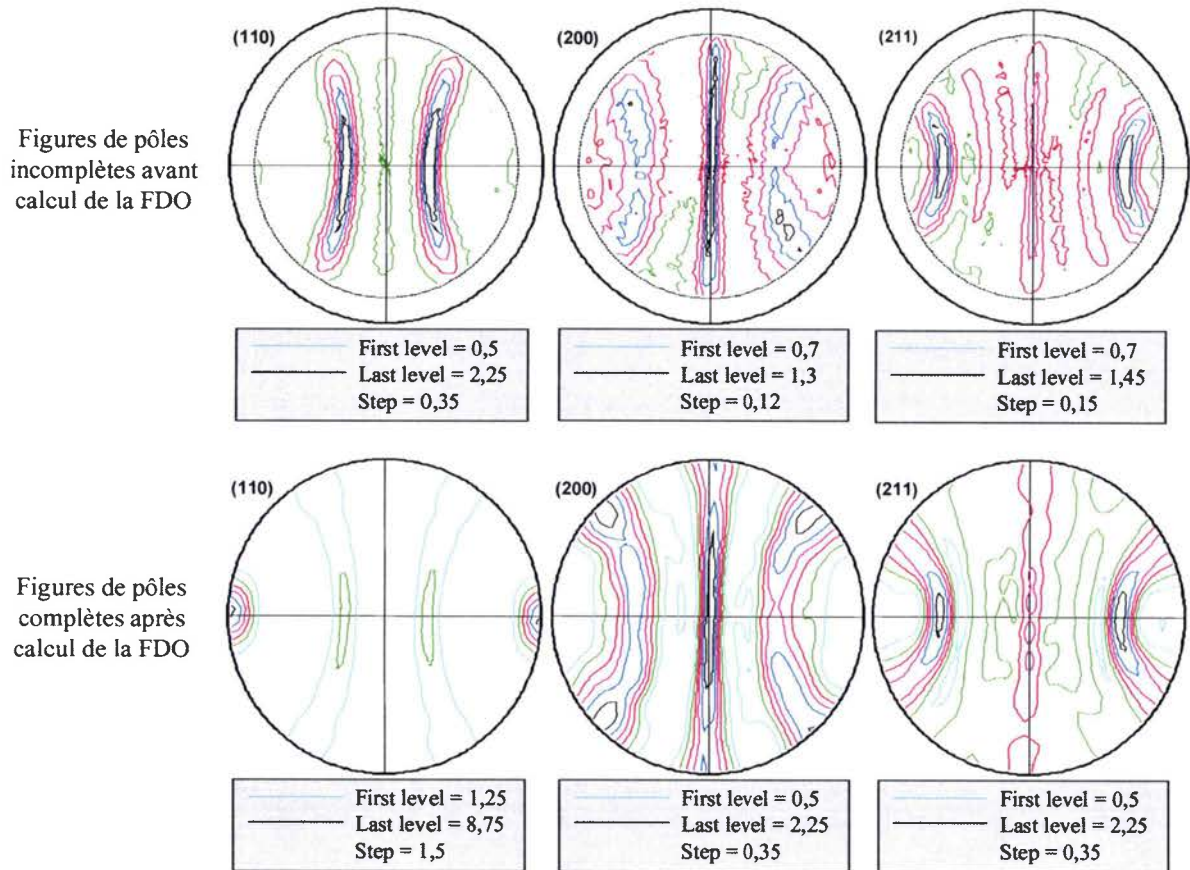 (110)
(200)
(211)
Figures de pôles
incomplètes avant
calcul de la FDO
First level = 0,5
Last level = 2,25
Step = 0,35
First level = 0,7
Last level = 1,3
Step = 0,12
First level = 0,7
Last level = 1,45
Step = 0,15
(110)
(200)
(211)
Figures de pôles
complètes après
calcul de la FDO
First level = 1,25
Last level = 8,75
Step = 1,5
First level = 0,5
Last level = 2,25
Step = 0,35
First level = 0,5
Last level = 2,25
Step = 0,35